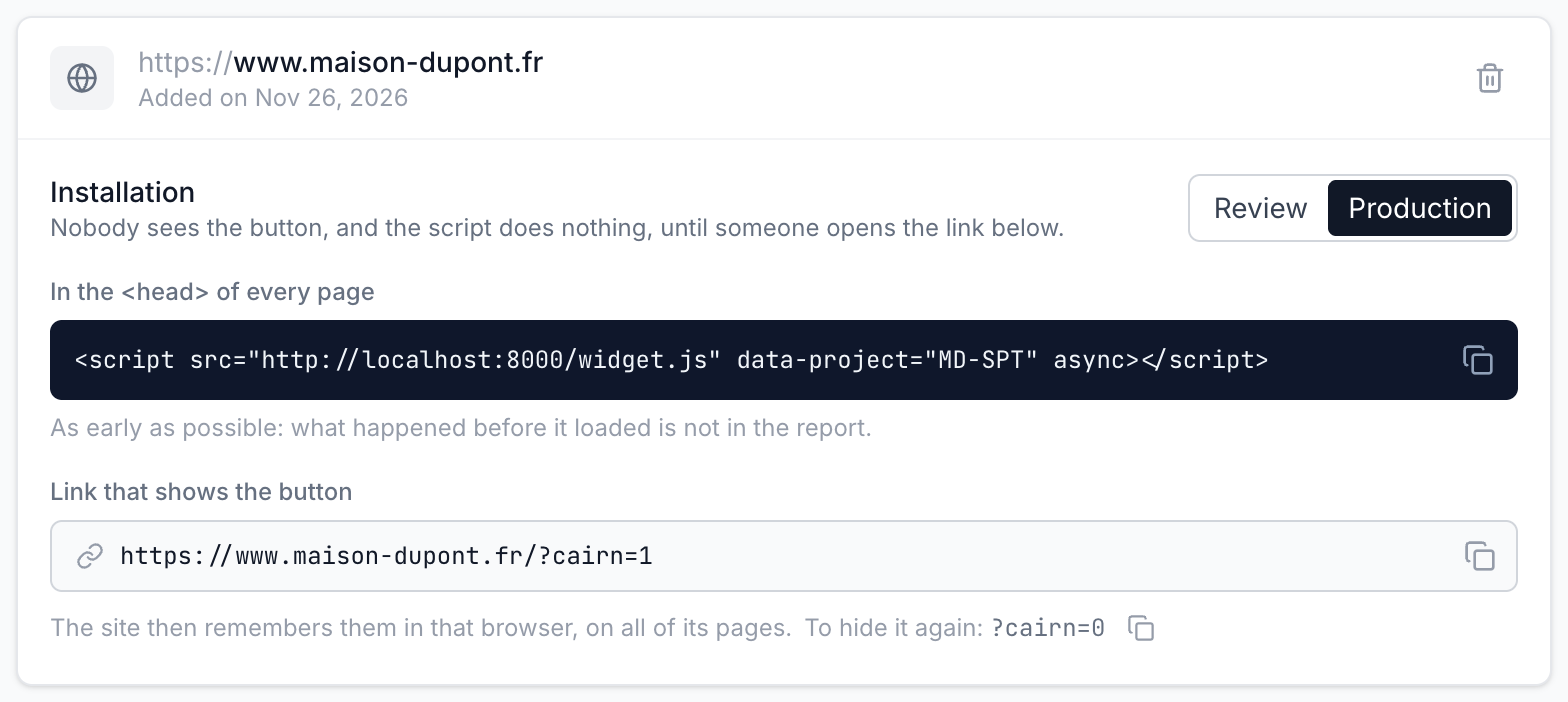 https://www.maison-dupont.fr
Added on Nov 26, 2026
Installation
Nobody sees the button, and the script does nothing, until someone opens the link below.
Review
Production
In the <head> of every page
<script src="http://localhost:8000/widget.js" data-project="MD-SPT" async></script>
As early as possible: what happened before it loaded is not in the report.
Link that shows the button
https://www.maison-dupont.fr/?cairn=1
The site then remembers them in that browser, on all of its pages. To hide it again: ?cairn=0